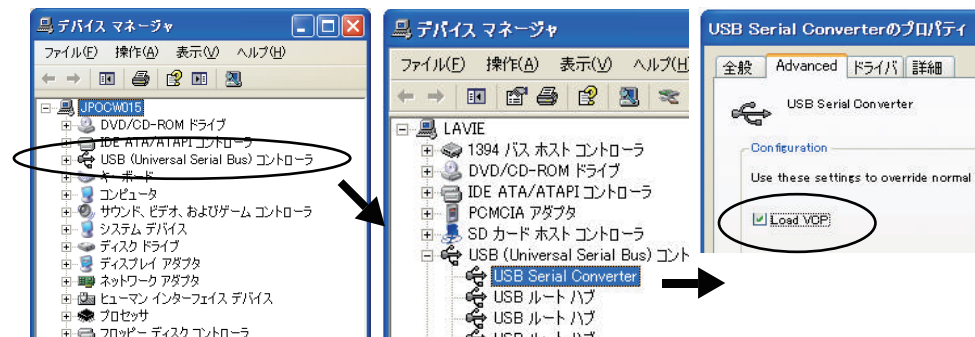 デバイス マネージャ
ファイル(F) 操作(A) 表示(V) ヘルプ(H)
JPOCW015
DVD/CD-ROM ドライブ
IDE ATA/ATAPI コントローラ
USB (Universal Serial Bus) コントローラ
キーボード
コンピュータ
サウンド、ビデオ、およびゲーム コントローラ
システム デバイス
ディスク ドライブ
ディスプレイ アダプタ
ネットワーク アダプタ
ヒューマン インターフェイス デバイス
プロセッサ
フロッピー ディスク コントローラ
デバイス マネージャ
ファイル(F) 操作(A) 表示(V) ヘルプ(H
LAVIE
1394 バス ホスト コントローラ
DVD/CD-ROM ドライブ
IDE ATA/ATAPI コントローラ
PCMCIA アダプタ
SD カード ホスト コントローラ
USB (Universal Serial Bus) コント
USB Serial Converter
USB ルート ハブ
USB ルート ハブ
USB ルート ハブ
USB Serial Converterのプロパティ
全般 Advanced ドライバ 詳細
USB Serial Converter
Configuration
Use these settings to override normal
Load VCP